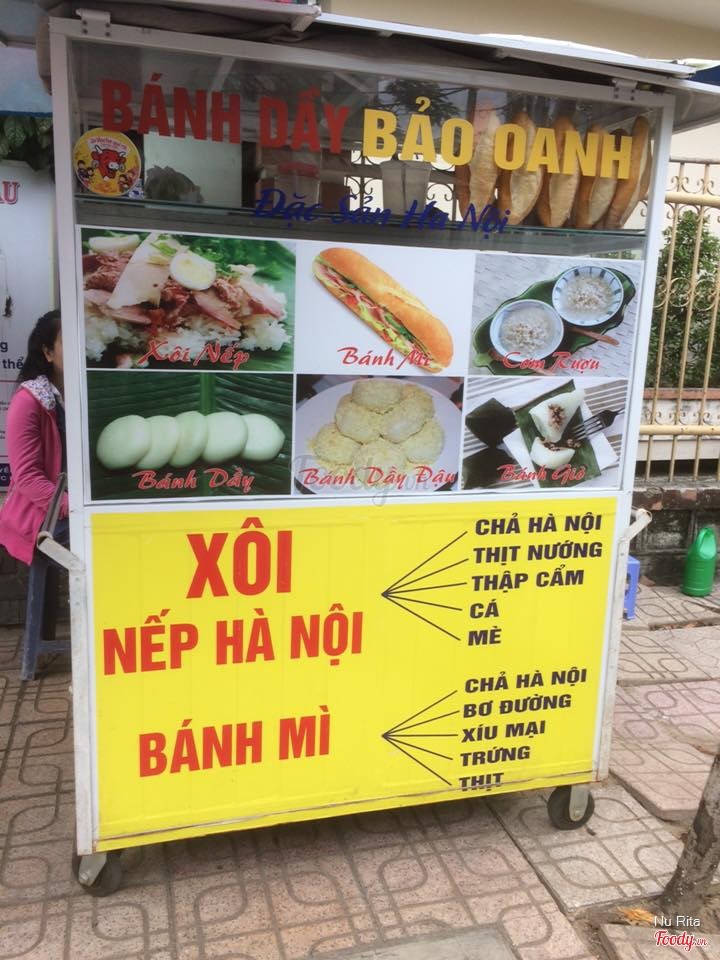 BÁNH DẦY BẢO OANH
Đặc Sản Hà Nội
Xôi Nếp
Bánh Mì
Cơm Rượu
Bánh Dầy
Bánh Dầy Đậu
Bánh Giò
Foody.vn
XÔI
NẾP HÀ NỘI
CHẢ HÀ NỘI
THỊT NƯỚNG
THẬP CẨM
CÁ
MÈ
BÁNH MÌ
CHẢ HÀ NỘI
BƠ ĐƯỜNG
XÍU MẠI
TRỨNG
THỊT
Nu Rita
Foody.vn